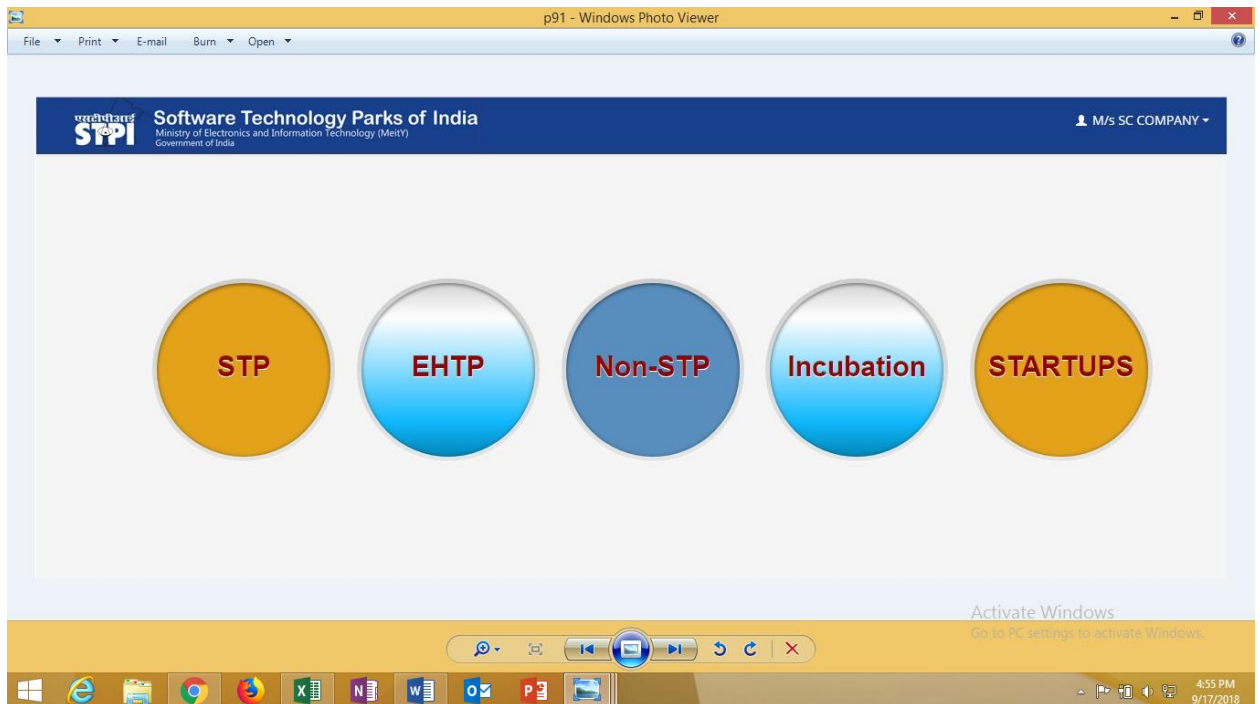 p91 - Windows Photo Viewer
File Print E-mail Burn Open
एसटीपीआई
STPI
Software Technology Parks of India
Ministry of Electronics and Information Technology (MeitY)
Government of India
M/s SC COMPANY
STP
EHTP
Non-STP
Incubation
STARTUPS
Activate Windows
Go to PC settings to activate Windows.
4:55 PM
9/17/2018